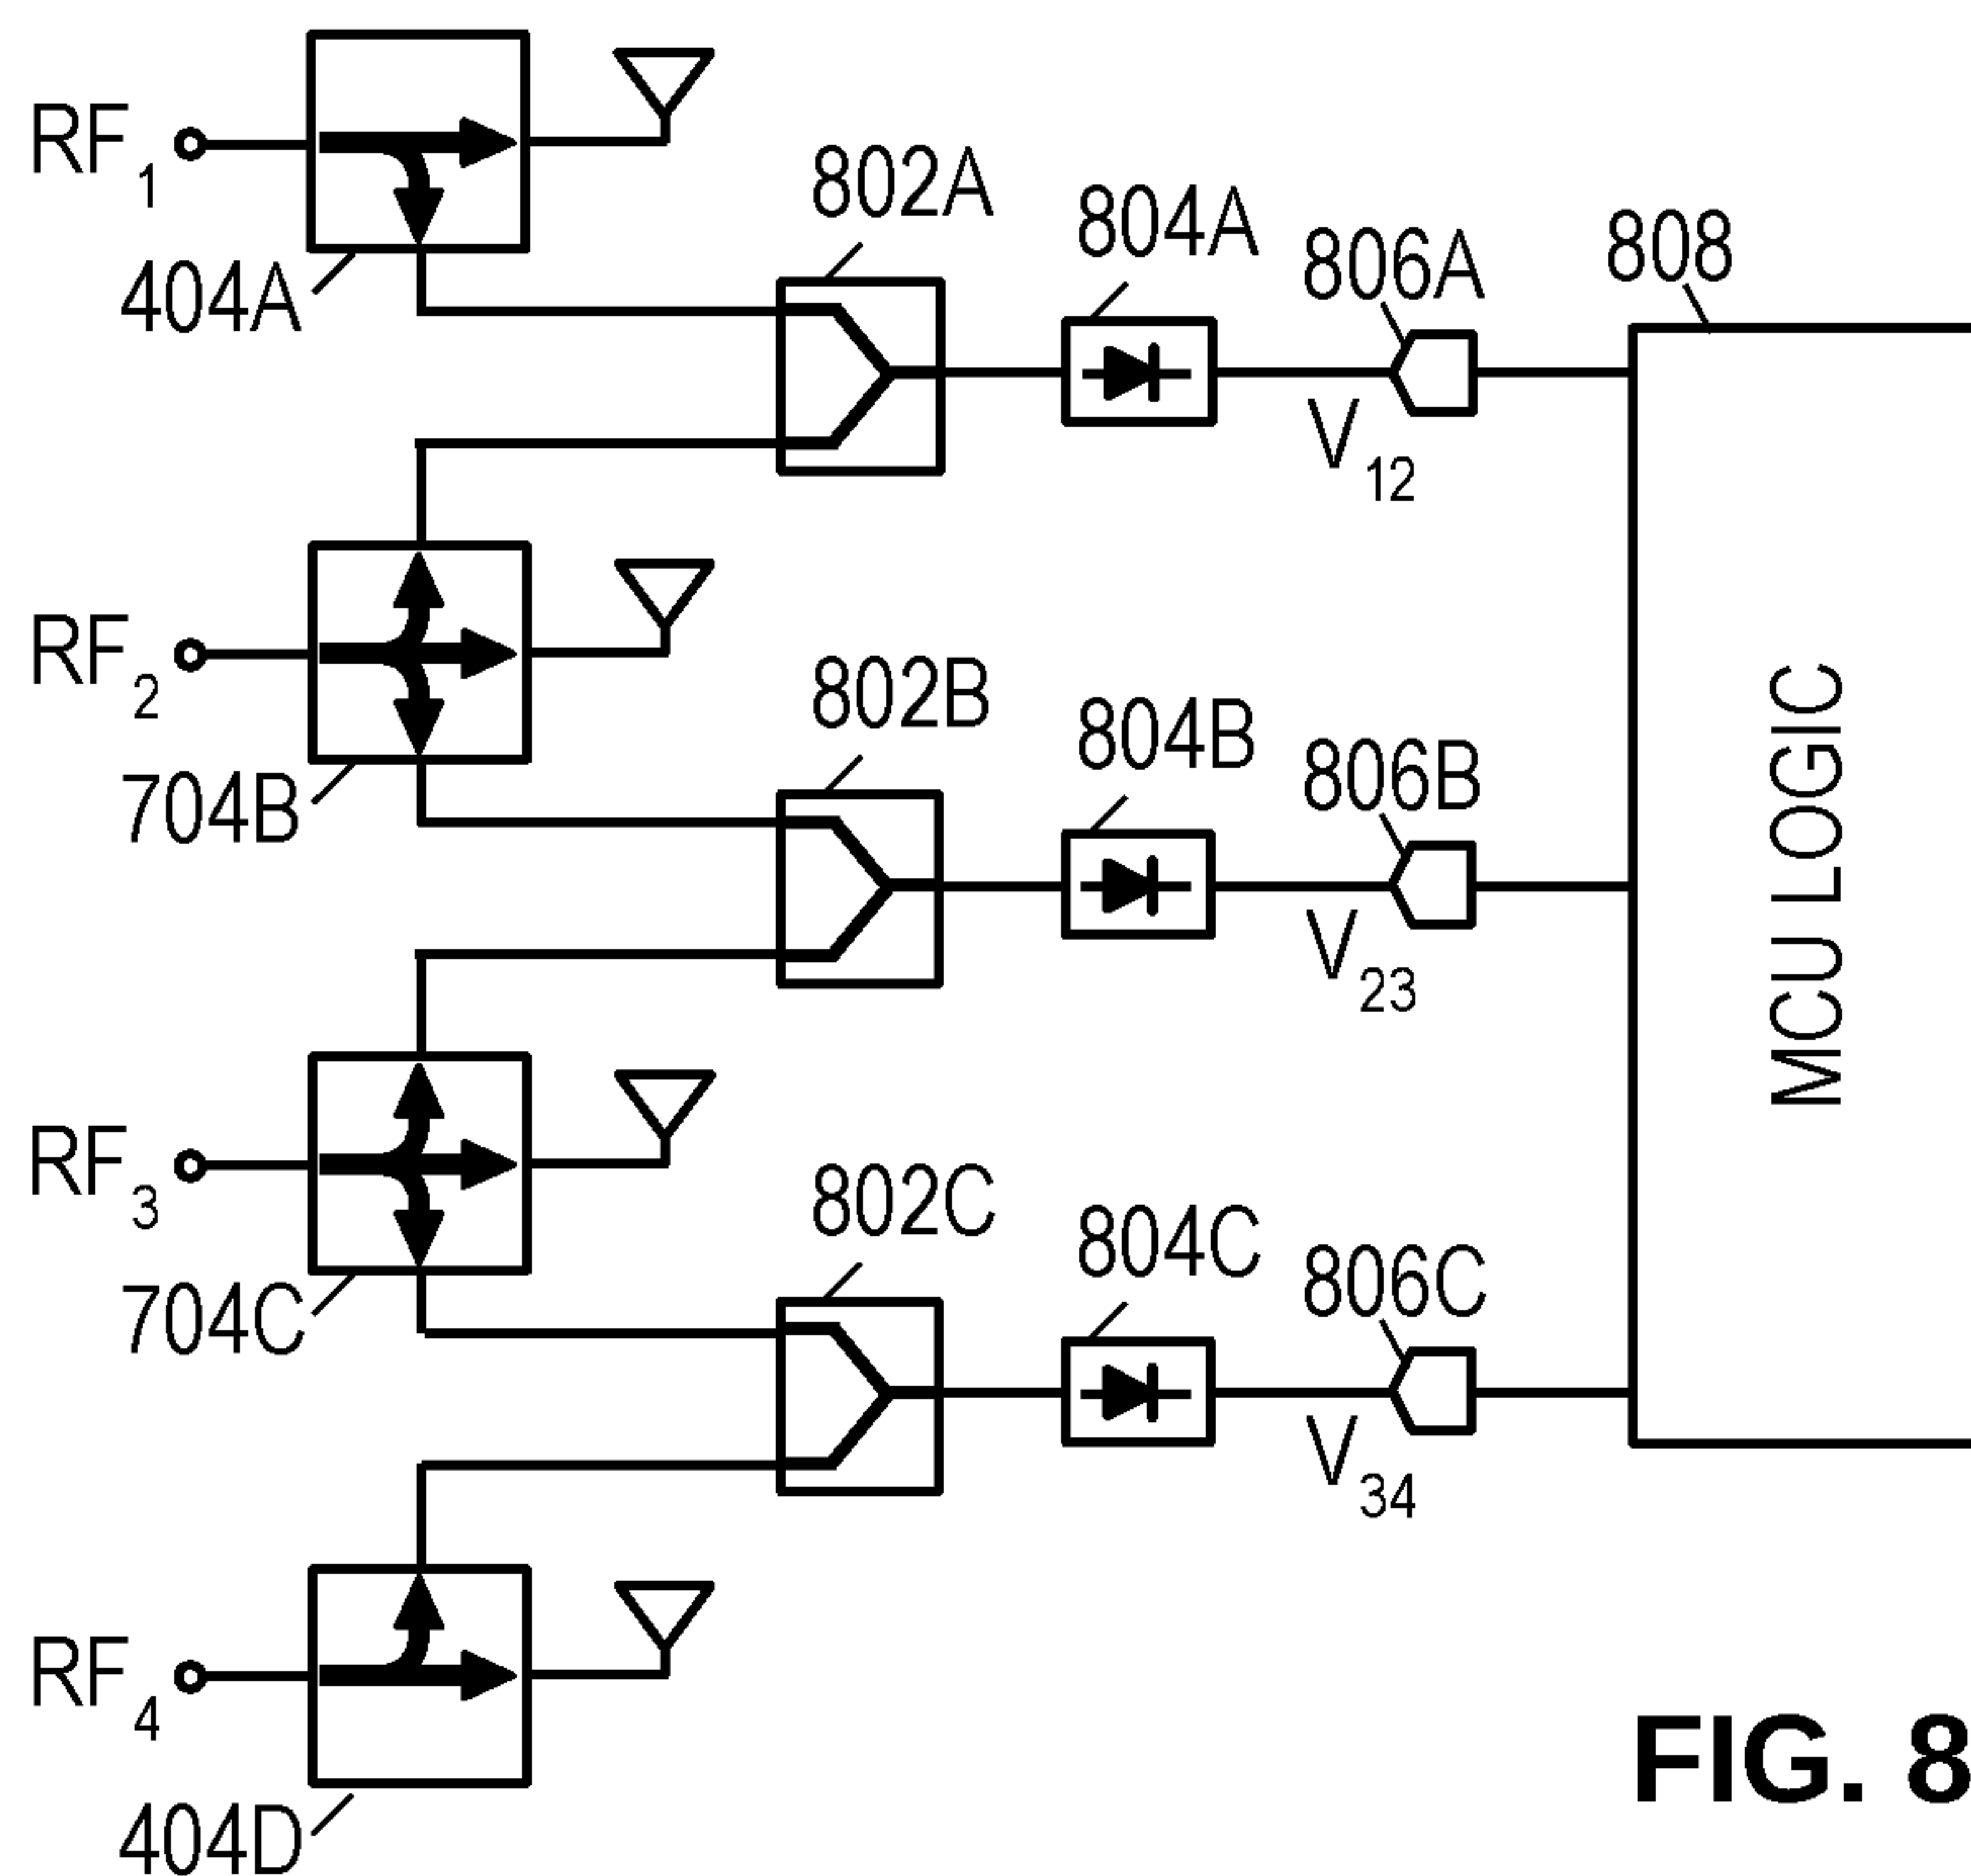 RF1
404A
802A
804A
806A
808
V12
RF2
704B
802B
804B
806B
V23
MCU LOGIC
RF3
704C
802C
804C
806C
V34
RF4
404D
FIG. 8